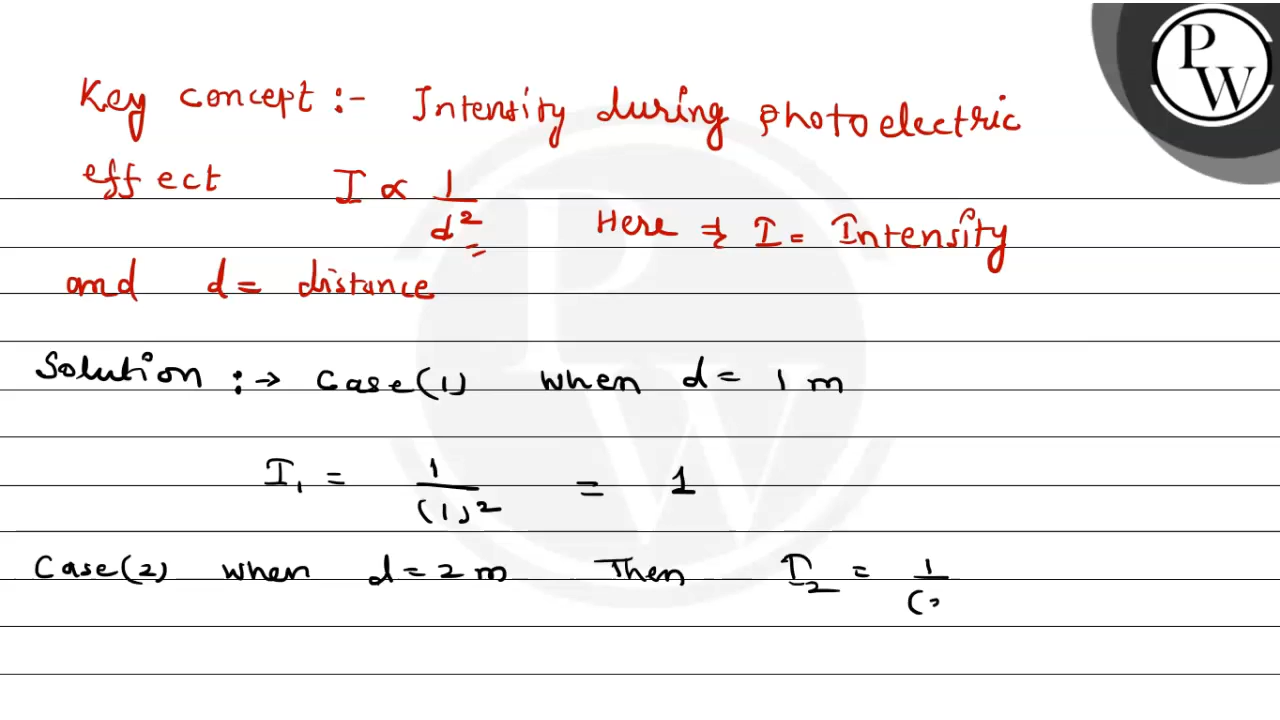 PW
Key concept :- Intensity during photoelectric
effect I ∝ 1/d²
Here → I = Intensity
and d = distance
Solution :→ Case(1) when d = 1 m
I₁ = 1/(1)² = 1
Case(2) when d = 2 m Then I₂ = 1/(